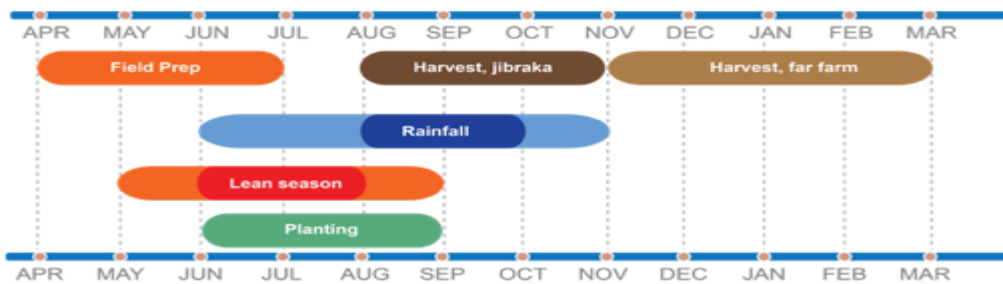 APR MAY JUN JUL AUG SEP OCT NOV DEC JAN FEB MAR
Field Prep Harvest, jibraka Harvest, far farm
Rainfall
Lean season
Planting
APR MAY JUN JUL AUG SEP OCT NOV DEC JAN FEB MAR